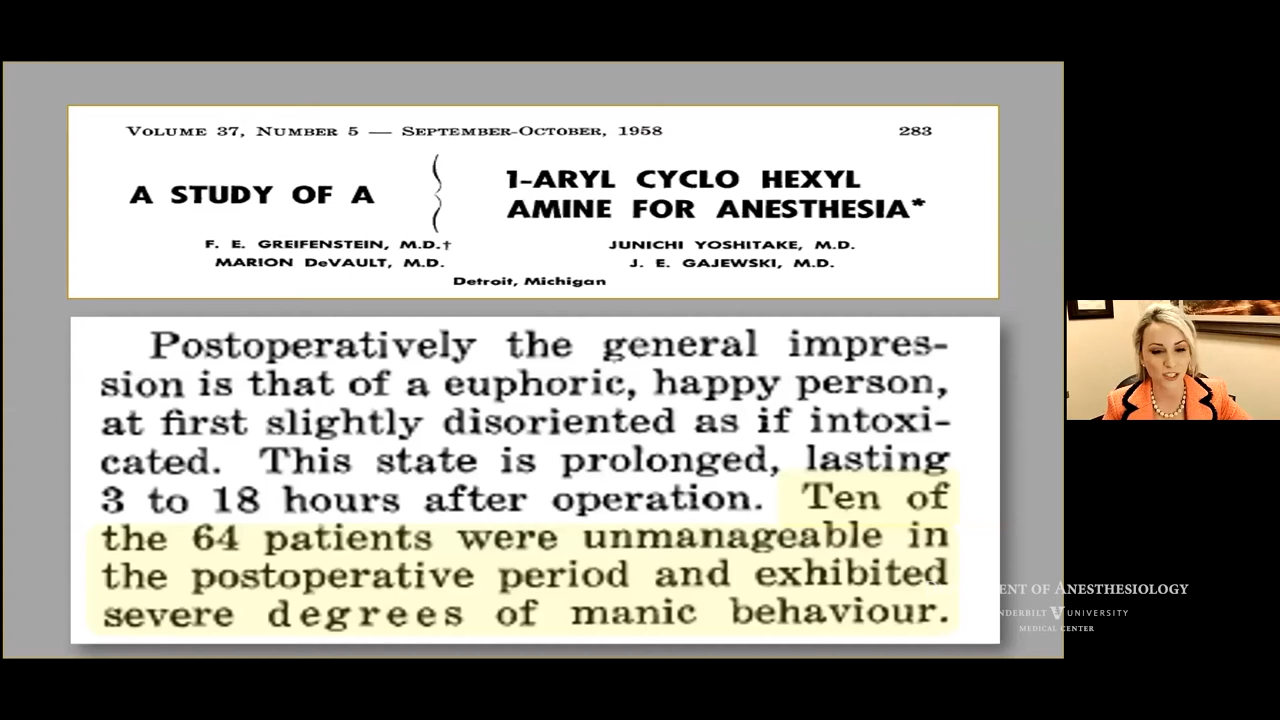 VOLUME 37, NUMBER 5 — SEPTEMBER-OCTOBER, 1958 283
A STUDY OF A
1-ARYL CYCLO HEXYL
AMINE FOR ANESTHESIA*
F. E. GREIFENSTEIN, M.D.†
MARION DeVAULT, M.D.
JUNICHI YOSHITAKE, M.D.
J. E. GAJEWSKI, M.D.
Detroit, Michigan
Postoperatively the general impres-
sion is that of a euphoric, happy person,
at first slightly disoriented as if intoxi-
cated. This state is prolonged, lasting
3 to 18 hours after operation. Ten of
the 64 patients were unmanageable in
the postoperative period and exhibited
severe degrees of manic behaviour.
ENT OF ANESTHESIOLOGY
NDERBILT UNIVERSITY
MEDICAL CENTER